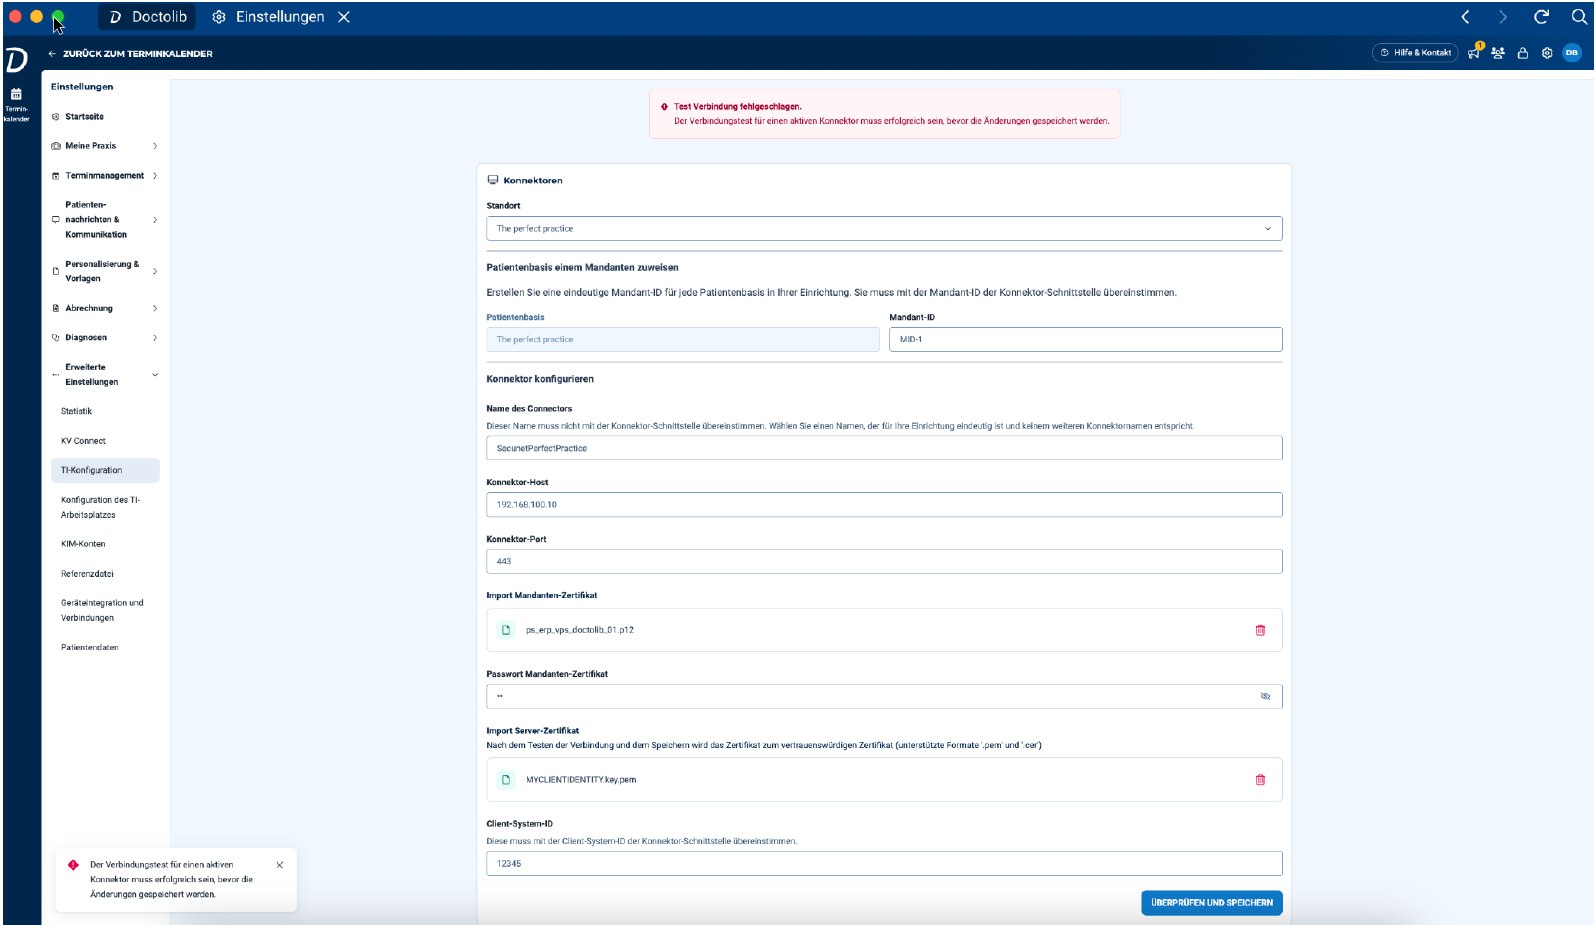 Doctolib
Einstellungen
ZURÜCK ZUM TERMINKALENDER
Hilfe & Kontakt
1
DB
Termin-
kalender
Einstellungen
Startseite
Meine Praxis
Terminmanagement
Patienten-
nachrichten &
Kommunikation
Personalisierung &
Vorlagen
Abrechnung
Diagnosen
Erweiterte
Einstellungen
Statistik
KV Connect
TI-Konfiguration
Konfiguration des TI-
Arbeitsplatzes
KIM-Konten
Referenzdatei
Geräteintegration und
Verbindungen
Patientendaten
Test Verbindung fehlgeschlagen.
Der Verbindungstest für einen aktiven Konnektor muss erfolgreich sein, bevor die Änderungen gespeichert werden.
Konnektoren
Standort
The perfect practice
Patientenbasis einem Mandanten zuweisen
Erstellen Sie eine eindeutige Mandant-ID für jede Patientenbasis in Ihrer Einrichtung. Sie muss mit der Mandant-ID der Konnektor-Schnittstelle übereinstimmen.
Patientenbasis
Mandant-ID
The perfect practice
MID-1
Konnektor konfigurieren
Name des Connectors
Dieser Name muss nicht mit der Konnektor-Schnittstelle übereinstimmen. Wählen Sie einen Namen, der für Ihre Einrichtung eindeutig ist und keinem weiteren Konnektornamen entspricht.
SecunetPerfectPractice
Konnektor-Host
192.168.100.10
Konnektor-Port
443
Import Mandanten-Zertifikat
ps_erp_vps_doctolib_01.p12
Passwort Mandanten-Zertifikat
••
Import Server-Zertifikat
Nach dem Testen der Verbindung und dem Speichern wird das Zertifikat zum vertrauenswürdigen Zertifikat (unterstützte Formate '.pem' und '.cer')
MYCLIENTIDENTITY.key.pem
Client-System-ID
Diese muss mit der Client-System-ID der Konnektor-Schnittstelle übereinstimmen.
12345
ÜBERPRÜFEN UND SPEICHERN
Der Verbindungstest für einen aktiven
Konnektor muss erfolgreich sein, bevor die
Änderungen gespeichert werden.